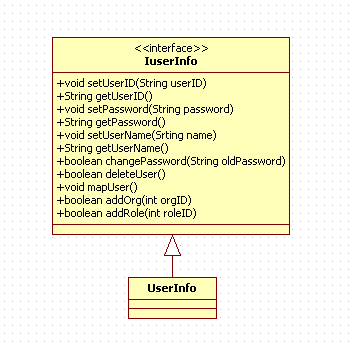 <<interface>>
IuserInfo
+void setUserID(String userID)
+String getUserID()
+void setPassword(String password)
+String getPassword()
+void setUserName(Srting name)
+String getUserName()
+boolean changePassword(String oldPassword)
+boolean deleteUser()
+void mapUser()
+boolean addOrg(int orgID)
+boolean addRole(int roleID)
UserInfo